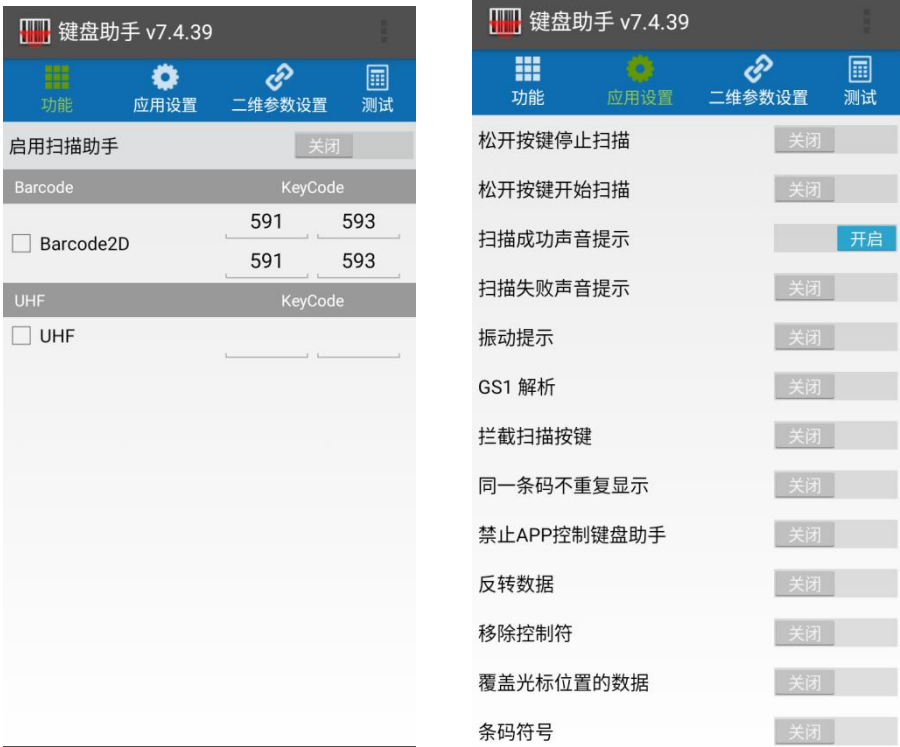 键盘助手 v7.4.39
功能 应用设置 二维参数设置 测试
启用扫描助手 关闭
Barcode KeyCode
591 593
Barcode2D
591 593
UHF KeyCode
UHF
键盘助手 v7.4.39
功能 应用设置 二维参数设置 测试
松开按键停止扫描 关闭
松开按键开始扫描 关闭
扫描成功声音提示 开启
扫描失败声音提示 关闭
振动提示 关闭
GS1 解析 关闭
拦截扫描按键 关闭
同一条码不重复显示 关闭
禁止APP控制键盘助手 关闭
反转数据 关闭
移除控制符 关闭
覆盖光标位置的数据 关闭
条码符号 关闭